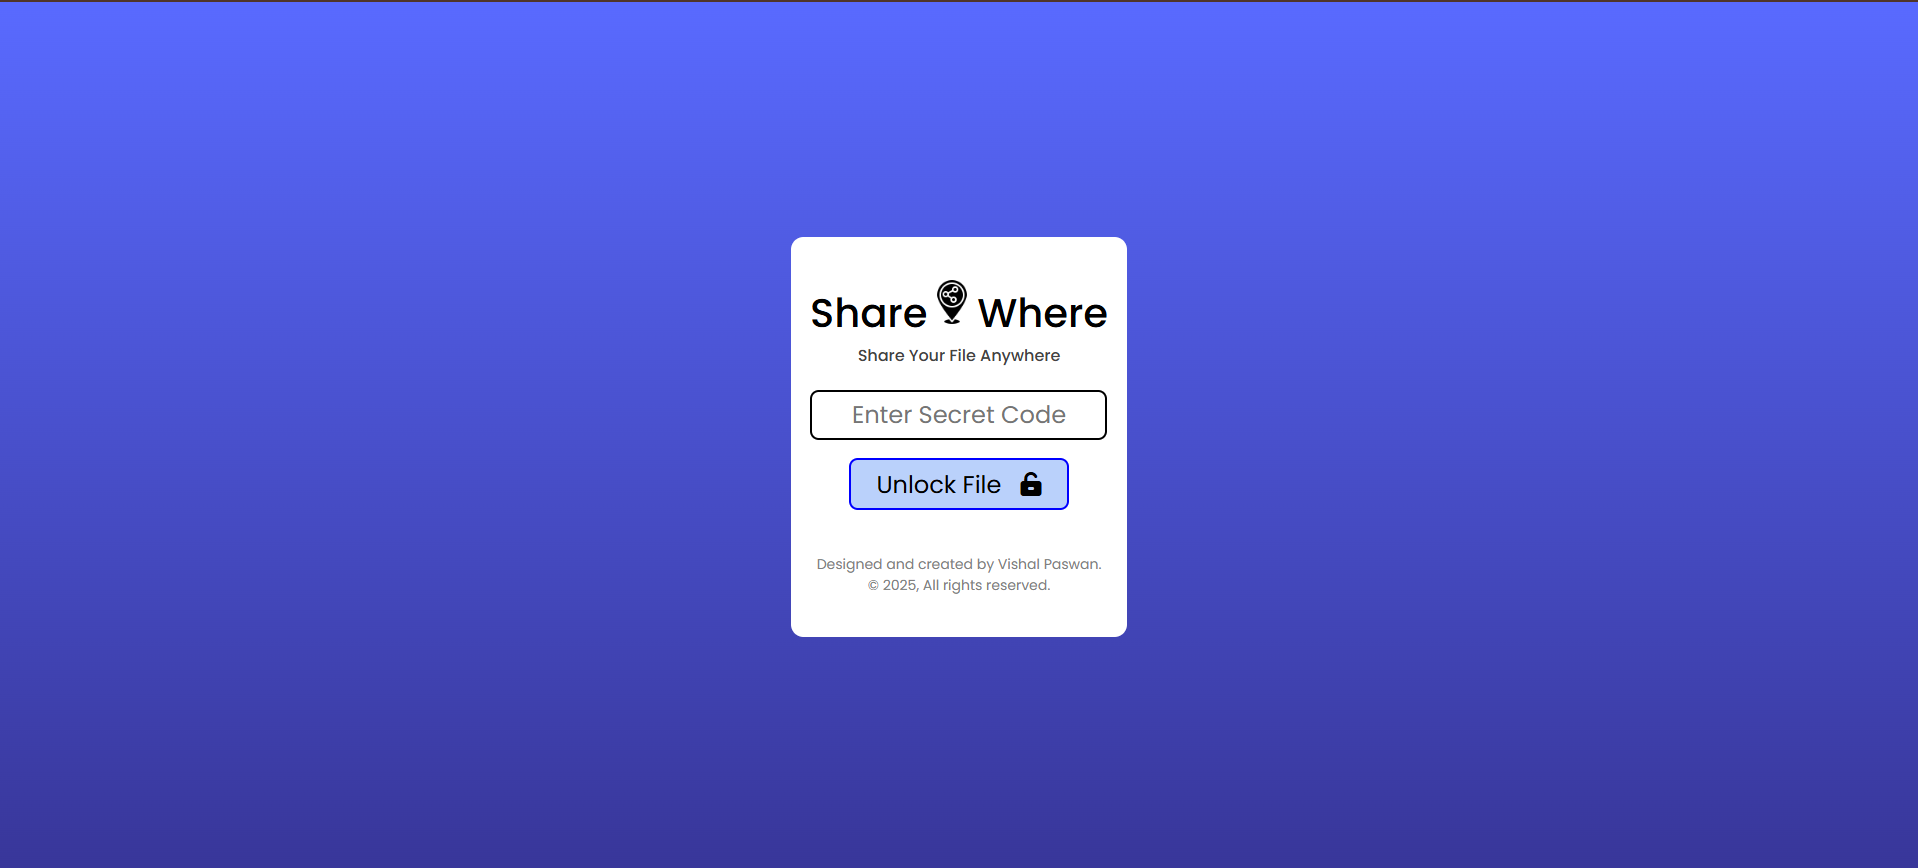 Share Where
Share Your File Anywhere
Enter Secret Code
Unlock File
Designed and created by Vishal Paswan.
© 2025, All rights reserved.